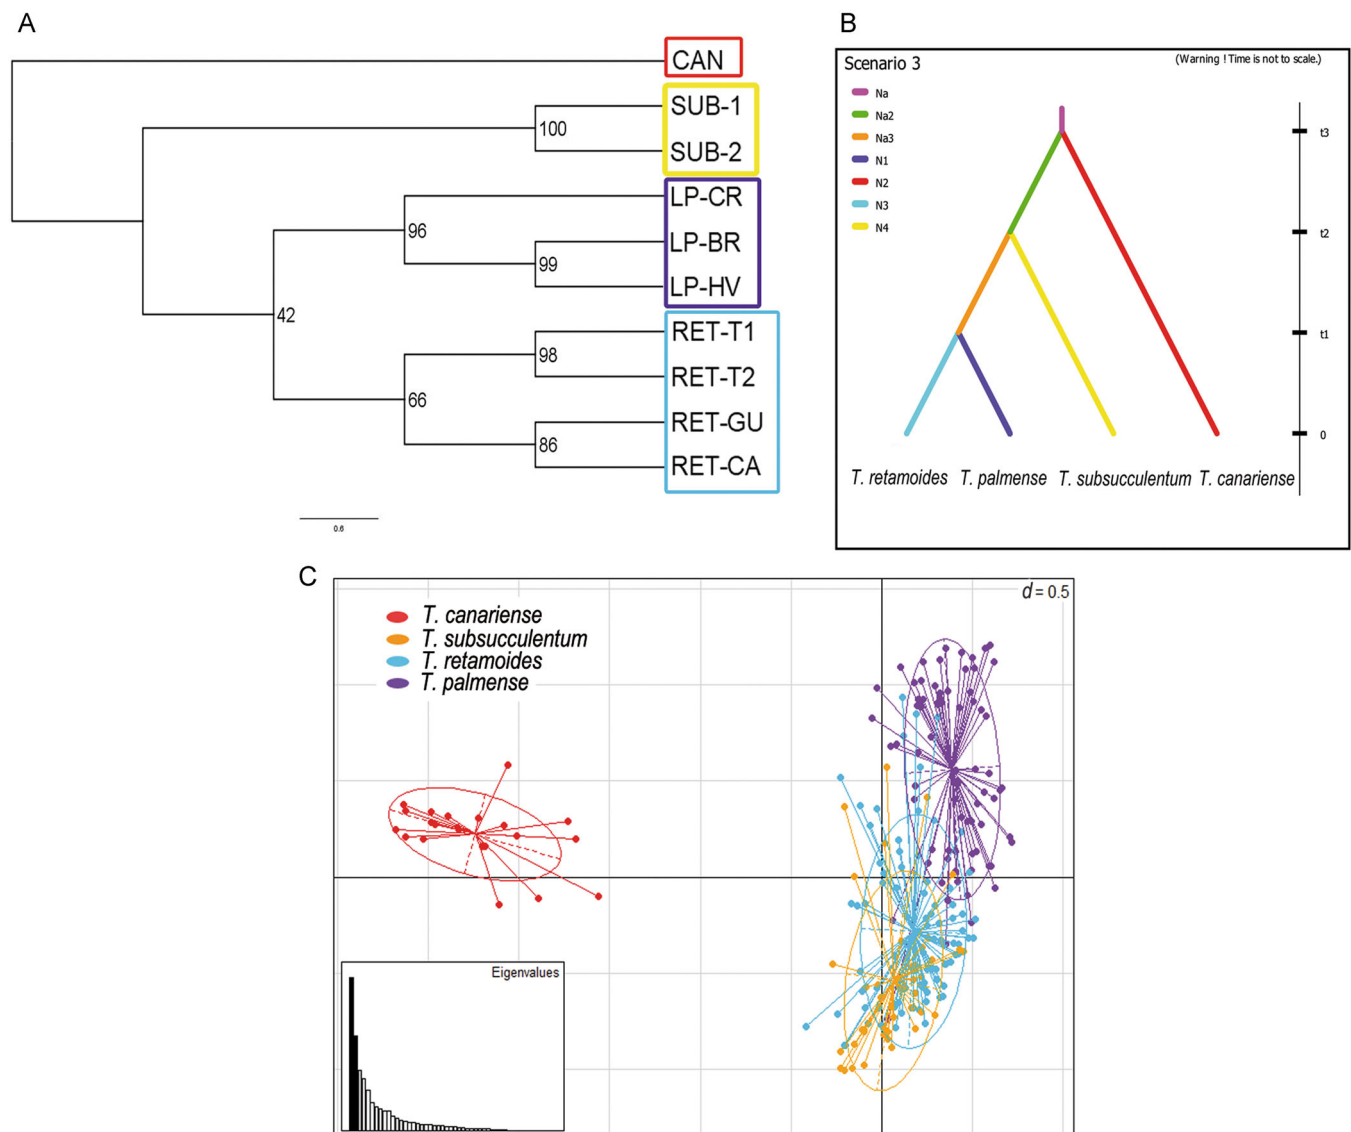 A
CAN
SUB-1
100
SUB-2
LP-CR
96
LP-BR
99
LP-HV
42
RET-T1
98
RET-T2
66
RET-GU
86
RET-CA
0.6
B
Scenario 3
(Warning ! Time is not to scale.)
Na
Na2
Na3
N1
N2
N3
N4
t3
t2
t1
0
T. retamoides T. palmense T. subsucculentum T. canariense
C
d = 0.5
T. canariense
T. subsucculentum
T. retamoides
T. palmense
Eigenvalues